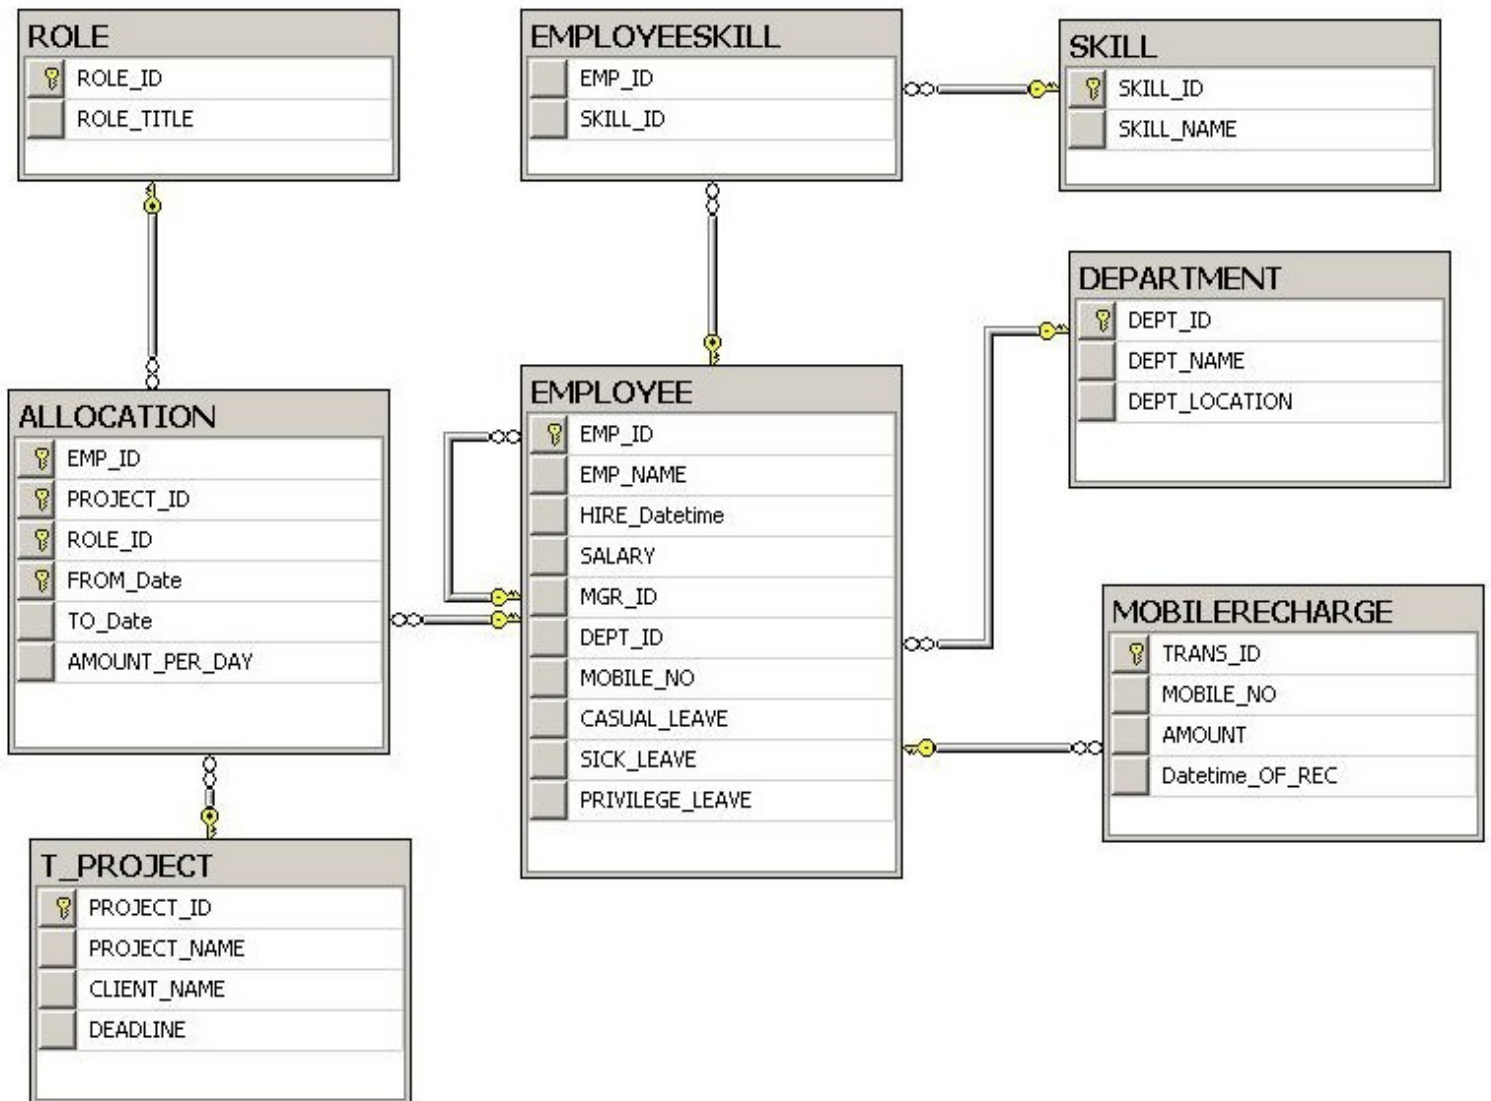 ROLE
ROLE_ID
ROLE_TITLE
EMPLOYEESKILL
EMP_ID
SKILL_ID
SKILL
SKILL_ID
SKILL_NAME
DEPARTMENT
DEPT_ID
DEPT_NAME
DEPT_LOCATION
ALLOCATION
EMP_ID
PROJECT_ID
ROLE_ID
FROM_Date
TO_Date
AMOUNT_PER_DAY
EMPLOYEE
EMP_ID
EMP_NAME
HIRE_Datetime
SALARY
MGR_ID
DEPT_ID
MOBILE_NO
CASUAL_LEAVE
SICK_LEAVE
PRIVILEGE_LEAVE
MOBILERECHARGE
TRANS_ID
MOBILE_NO
AMOUNT
Datetime_OF_REC
T_PROJECT
PROJECT_ID
PROJECT_NAME
CLIENT_NAME
DEADLINE